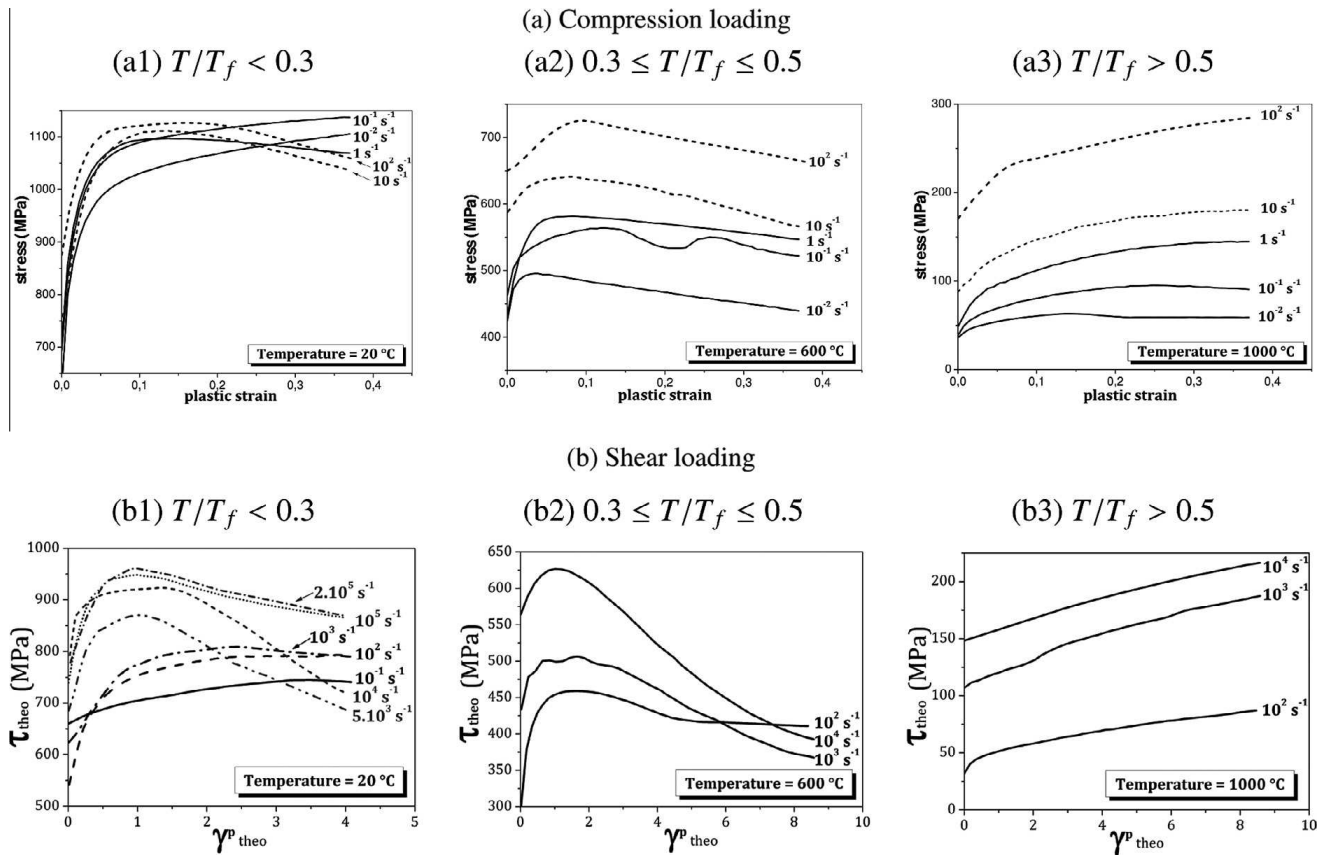 (a) Compression loading
(a1) T/T_f < 0.3
(a2) 0.3 ≤ T/T_f ≤ 0.5
(a3) T/T_f > 0.5
stress (MPa)
1100
1000
900
800
700
10⁻¹ s⁻¹
10⁻² s⁻¹
1 s⁻¹
10² s⁻¹
10 s⁻¹
Temperature = 20 °C
0,0 0,1 0,2 0,3 0,4
plastic strain
stress (MPa)
700
600
500
400
10² s⁻¹
10 s⁻¹
1 s⁻¹
10⁻¹ s⁻¹
10⁻² s⁻¹
Temperature = 600 °C
0,0 0,1 0,2 0,3 0,4
plastic strain
stress (MPa)
300
200
100
0
10² s⁻¹
10 s⁻¹
1 s⁻¹
10⁻¹ s⁻¹
10⁻² s⁻¹
Temperature = 1000 °C
0,0 0,1 0,2 0,3 0,4
plastic strain
(b) Shear loading
(b1) T/T_f < 0.3
(b2) 0.3 ≤ T/T_f ≤ 0.5
(b3) T/T_f > 0.5
τ_theo (MPa)
1000
950
900
850
800
750
700
650
600
550
500
2.10⁵ s⁻¹
10⁵ s⁻¹
10³ s⁻¹
10² s⁻¹
10⁻¹ s⁻¹
10⁴ s⁻¹
5.10³ s⁻¹
Temperature = 20 °C
0 1 2 3 4 5
γᵖ_theo
τ_theo (MPa)
650
600
550
500
450
400
350
300
10² s⁻¹
10⁴ s⁻¹
10³ s⁻¹
Temperature = 600 °C
0 2 4 6 8 10
γᵖ_theo
τ_theo (MPa)
200
150
100
50
0
10⁴ s⁻¹
10³ s⁻¹
10² s⁻¹
Temperature = 1000 °C
0 2 4 6 8 10
γᵖ_theo